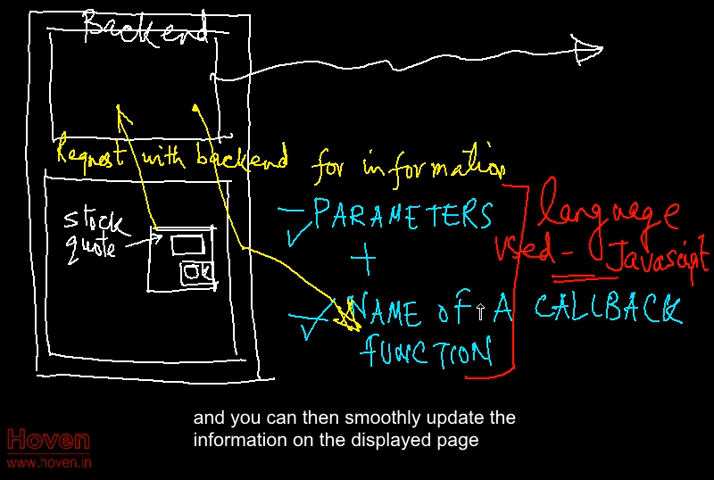 Backend
Request with backend for information
stock
quote
OK
PARAMETERS
+
NAME OF A CALLBACK
FUNCTION
language
used - Javascript
and you can then smoothly update the
information on the displayed page
Hoven
www.hoven.in